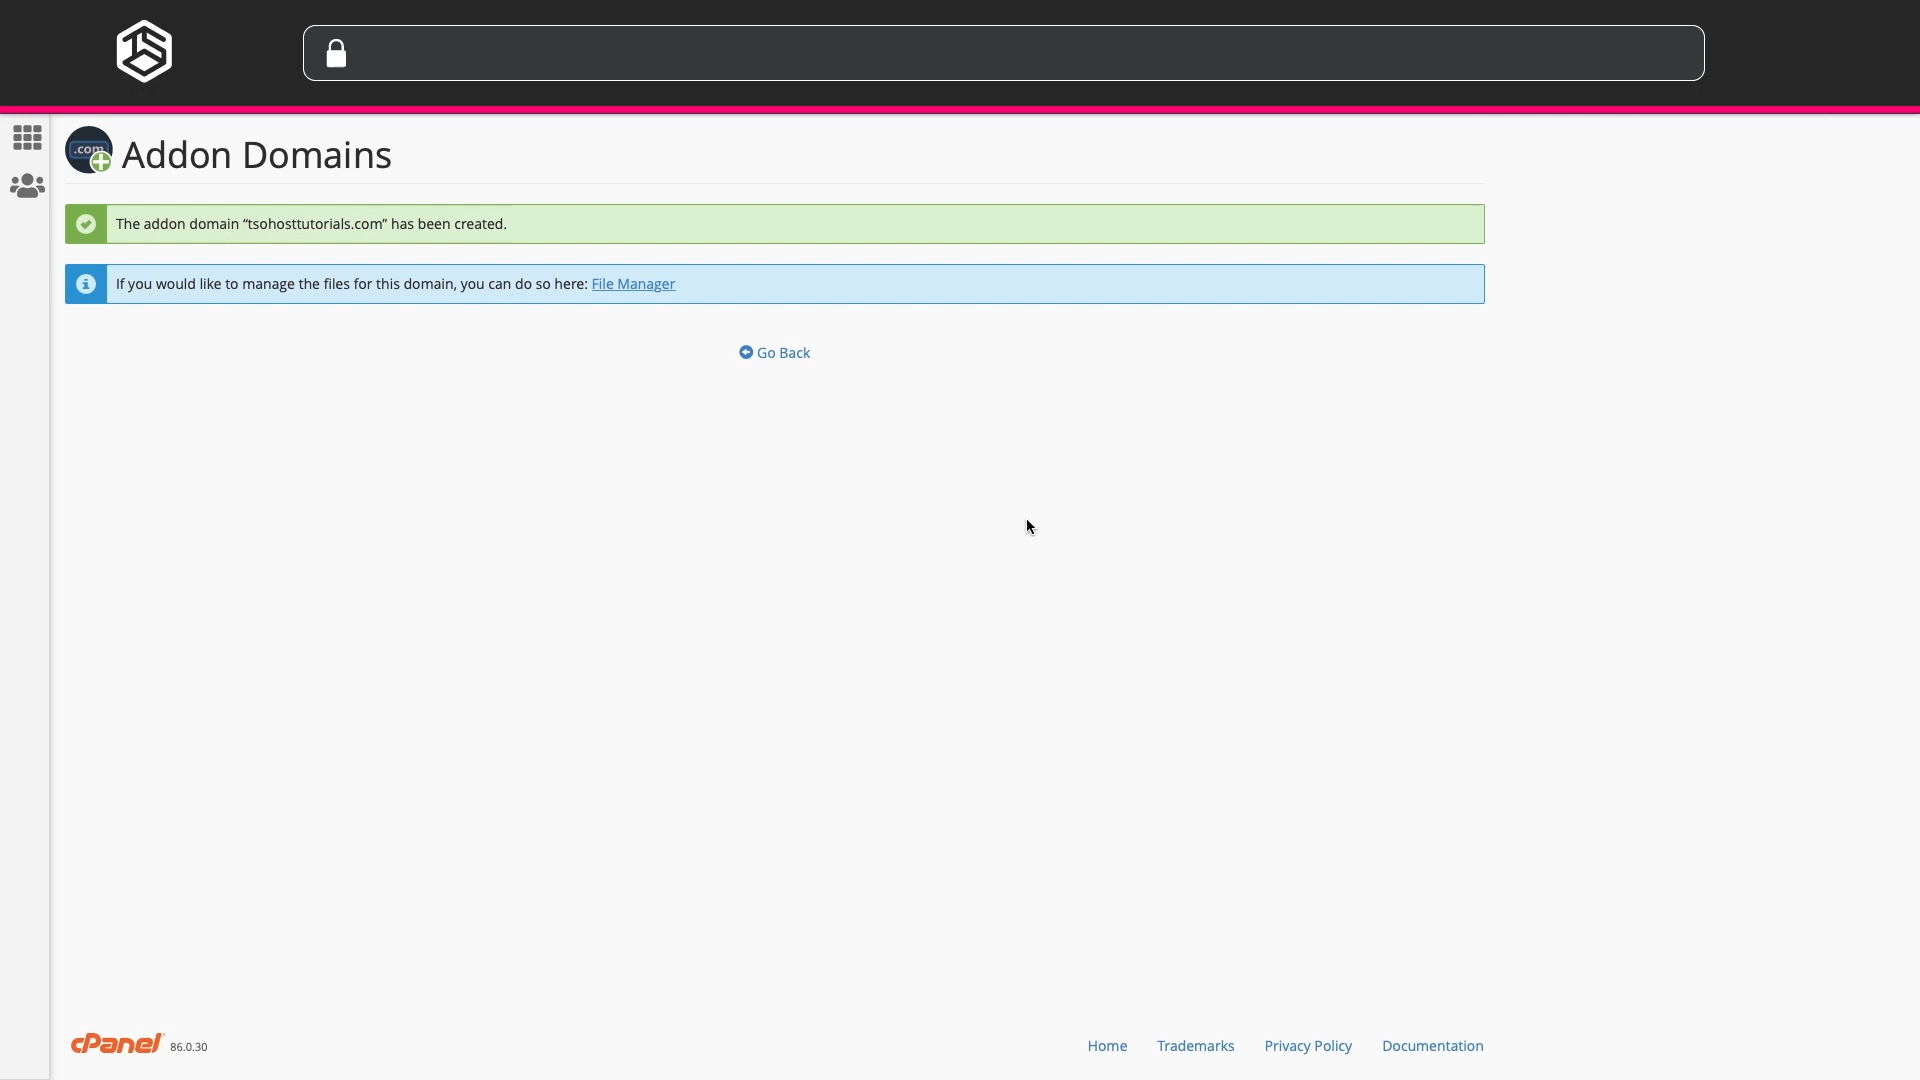 .com
Addon Domains
The addon domain “tsohosttutorials.com” has been created.
If you would like to manage the files for this domain, you can do so here: File Manager
Go Back
cPanel 86.0.30
Home Trademarks Privacy Policy Documentation